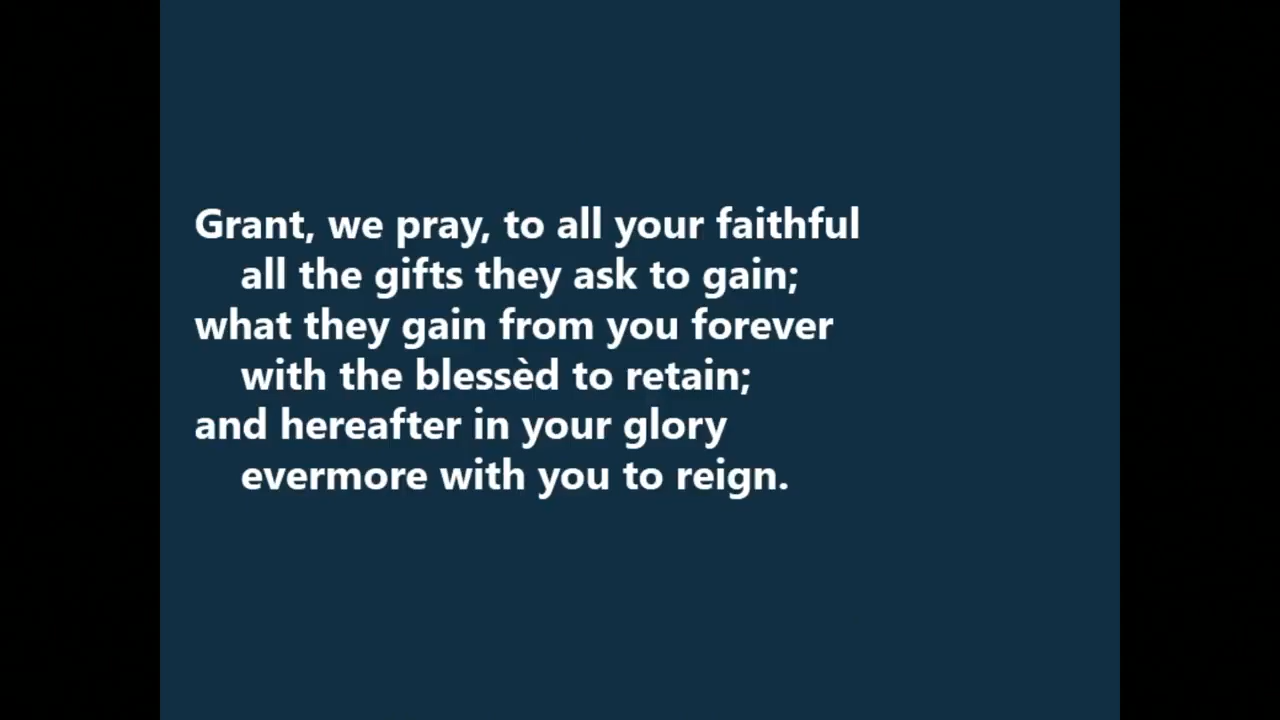 Grant, we pray, to all your faithful
all the gifts they ask to gain;
what they gain from you forever
with the blessèd to retain;
and hereafter in your glory
evermore with you to reign.